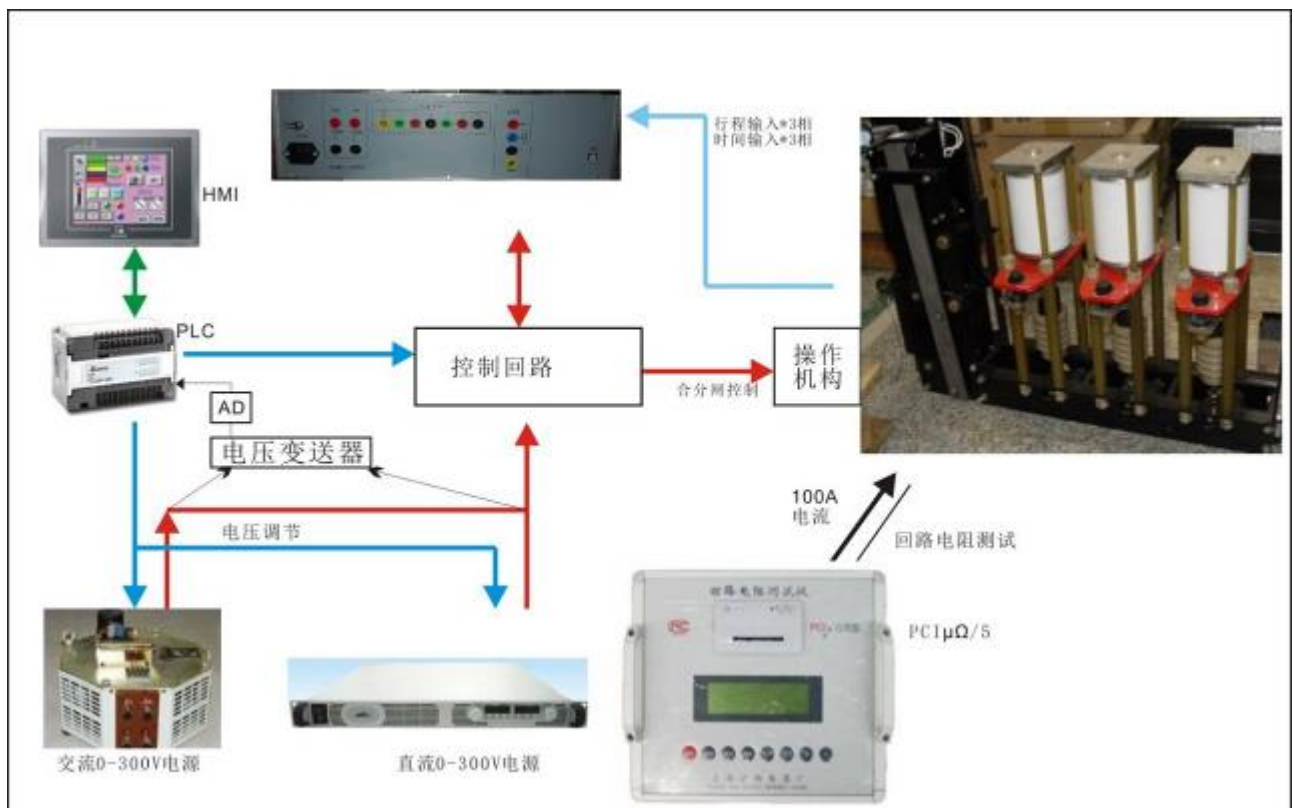 行程输入*3相
时间输入*3相
HMI
PLC
控制回路
操作
机构
合分闸控制
AD
电压变送器
电压调节
100A
电流
回路电阻测试
回路电阻测试仪
PCIμΩ/5
交流0-300V电源
直流0-300V电源